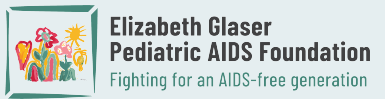 Elizabeth Glaser
Pediatric AIDS Foundation
Fighting for an AIDS-free generation